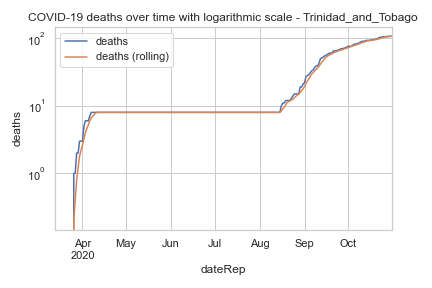 COVID-19 deaths over time with logarithmic scale - Trinidad_and_Tobago
deaths
deaths (rolling)
10²
10¹
10⁰
deaths
Apr
2020
May
Jun
Jul
Aug
Sep
Oct
dateRep